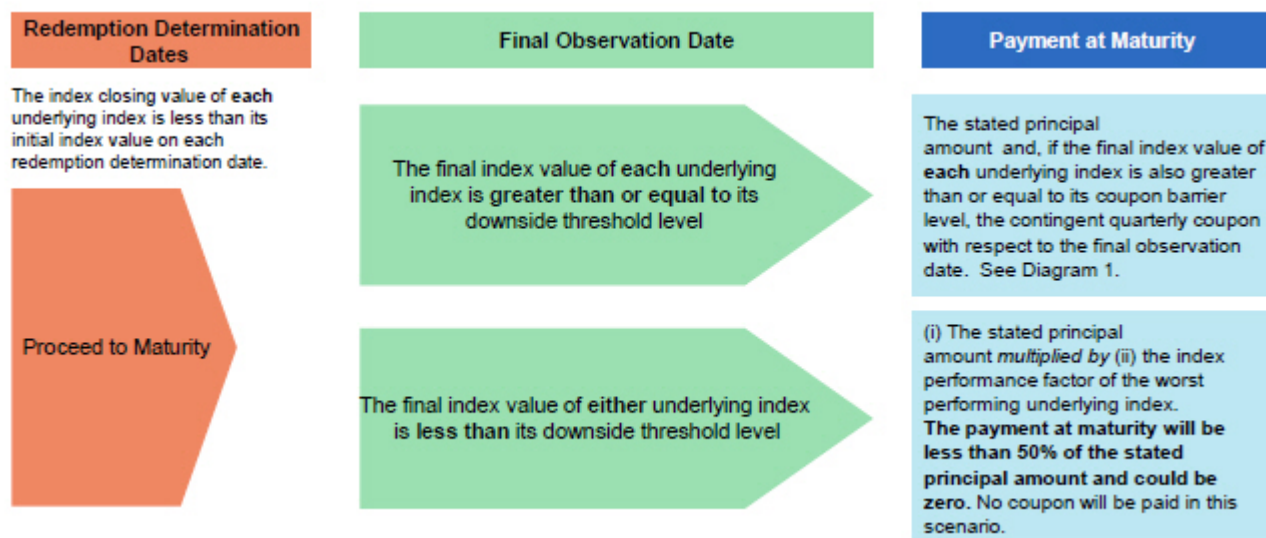 Redemption Determination
Dates
Final Observation Date
Payment at Maturity
The index closing value of each
underlying index is less than its
initial index value on each
redemption determination date.
Proceed to Maturity
The final index value of each underlying
index is greater than or equal to its
downside threshold level
The stated principal
amount and, if the final index value of
each underlying index is also greater
than or equal to its coupon barrier
level, the contingent quarterly coupon
with respect to the final observation
date. See Diagram 1.
The final index value of either underlying index
is less than its downside threshold level
(i) The stated principal
amount multiplied by (ii) the index
performance factor of the worst
performing underlying index.
The payment at maturity will be
less than 50% of the stated
principal amount and could be
zero. No coupon will be paid in this
scenario.